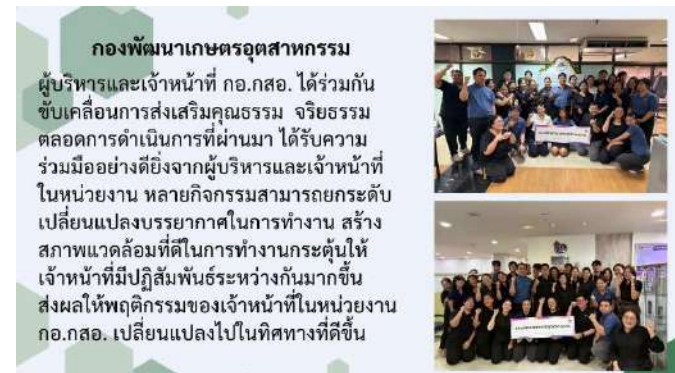 กองพัฒนาเกษตรอุตสาหกรรม
ผู้บริหารและเจ้าหน้าที่ กอ.กสอ. ได้ร่วมกัน
ขับเคลื่อนการส่งเสริมคุณธรรม จริยธรรม
ตลอดการดำเนินการที่ผ่านมา ได้รับความ
ร่วมมืออย่างดียิ่งจากผู้บริหารและเจ้าหน้าที่
ในหน่วยงาน หลายกิจกรรมสามารถยกระดับ
เปลี่ยนแปลงบรรยากาศในการทำงาน สร้าง
สภาพแวดล้อมที่ดีในการทำงานกระตุ้นให้
เจ้าหน้าที่มีปฏิสัมพันธ์ระหว่างกันมากขึ้น
ส่งผลให้พฤติกรรมของเจ้าหน้าที่ในหน่วยงาน
กอ.กสอ. เปลี่ยนแปลงไปในทิศทางที่ดีขึ้น